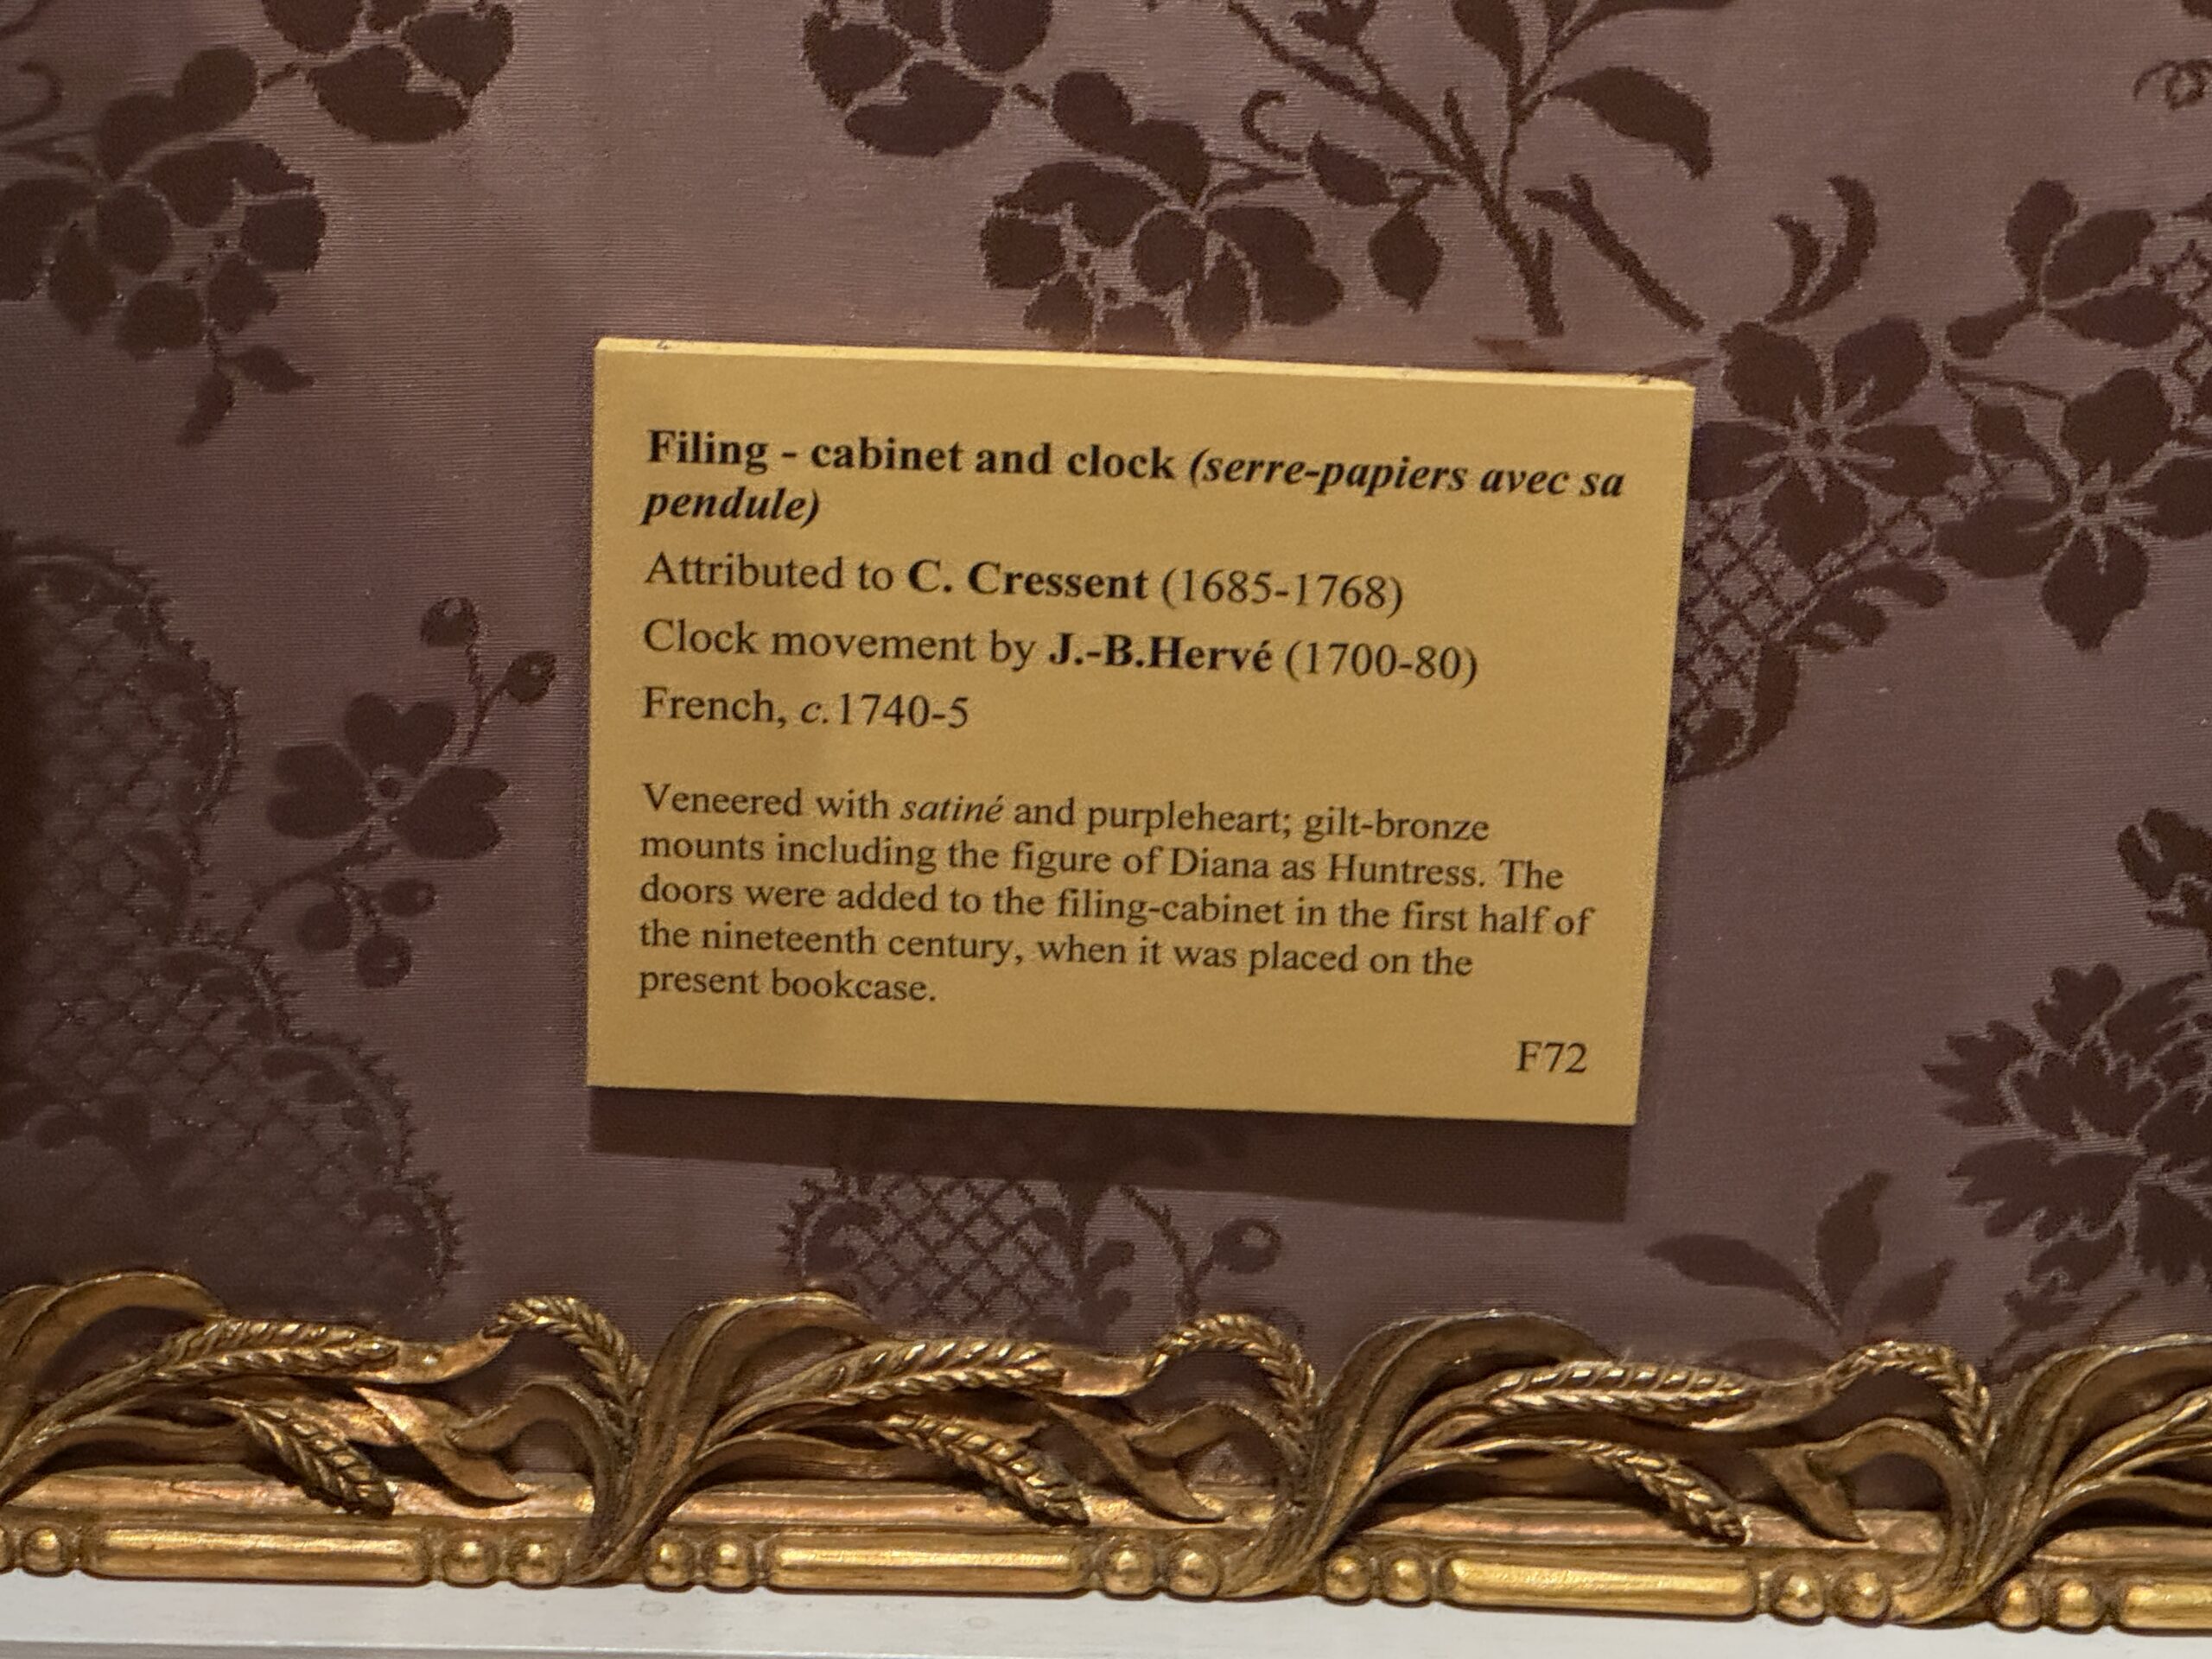 Filing - cabinet and clock (serre-papiers avec sa
pendule)
Attributed to C. Cressent (1685-1768)
Clock movement by J.-B.Hervé (1700-80)
French, c.1740-5
Veneered with satiné and purpleheart; gilt-bronze
mounts including the figure of Diana as Huntress. The
doors were added to the filing-cabinet in the first half of
the nineteenth century, when it was placed on the
present bookcase.
F72